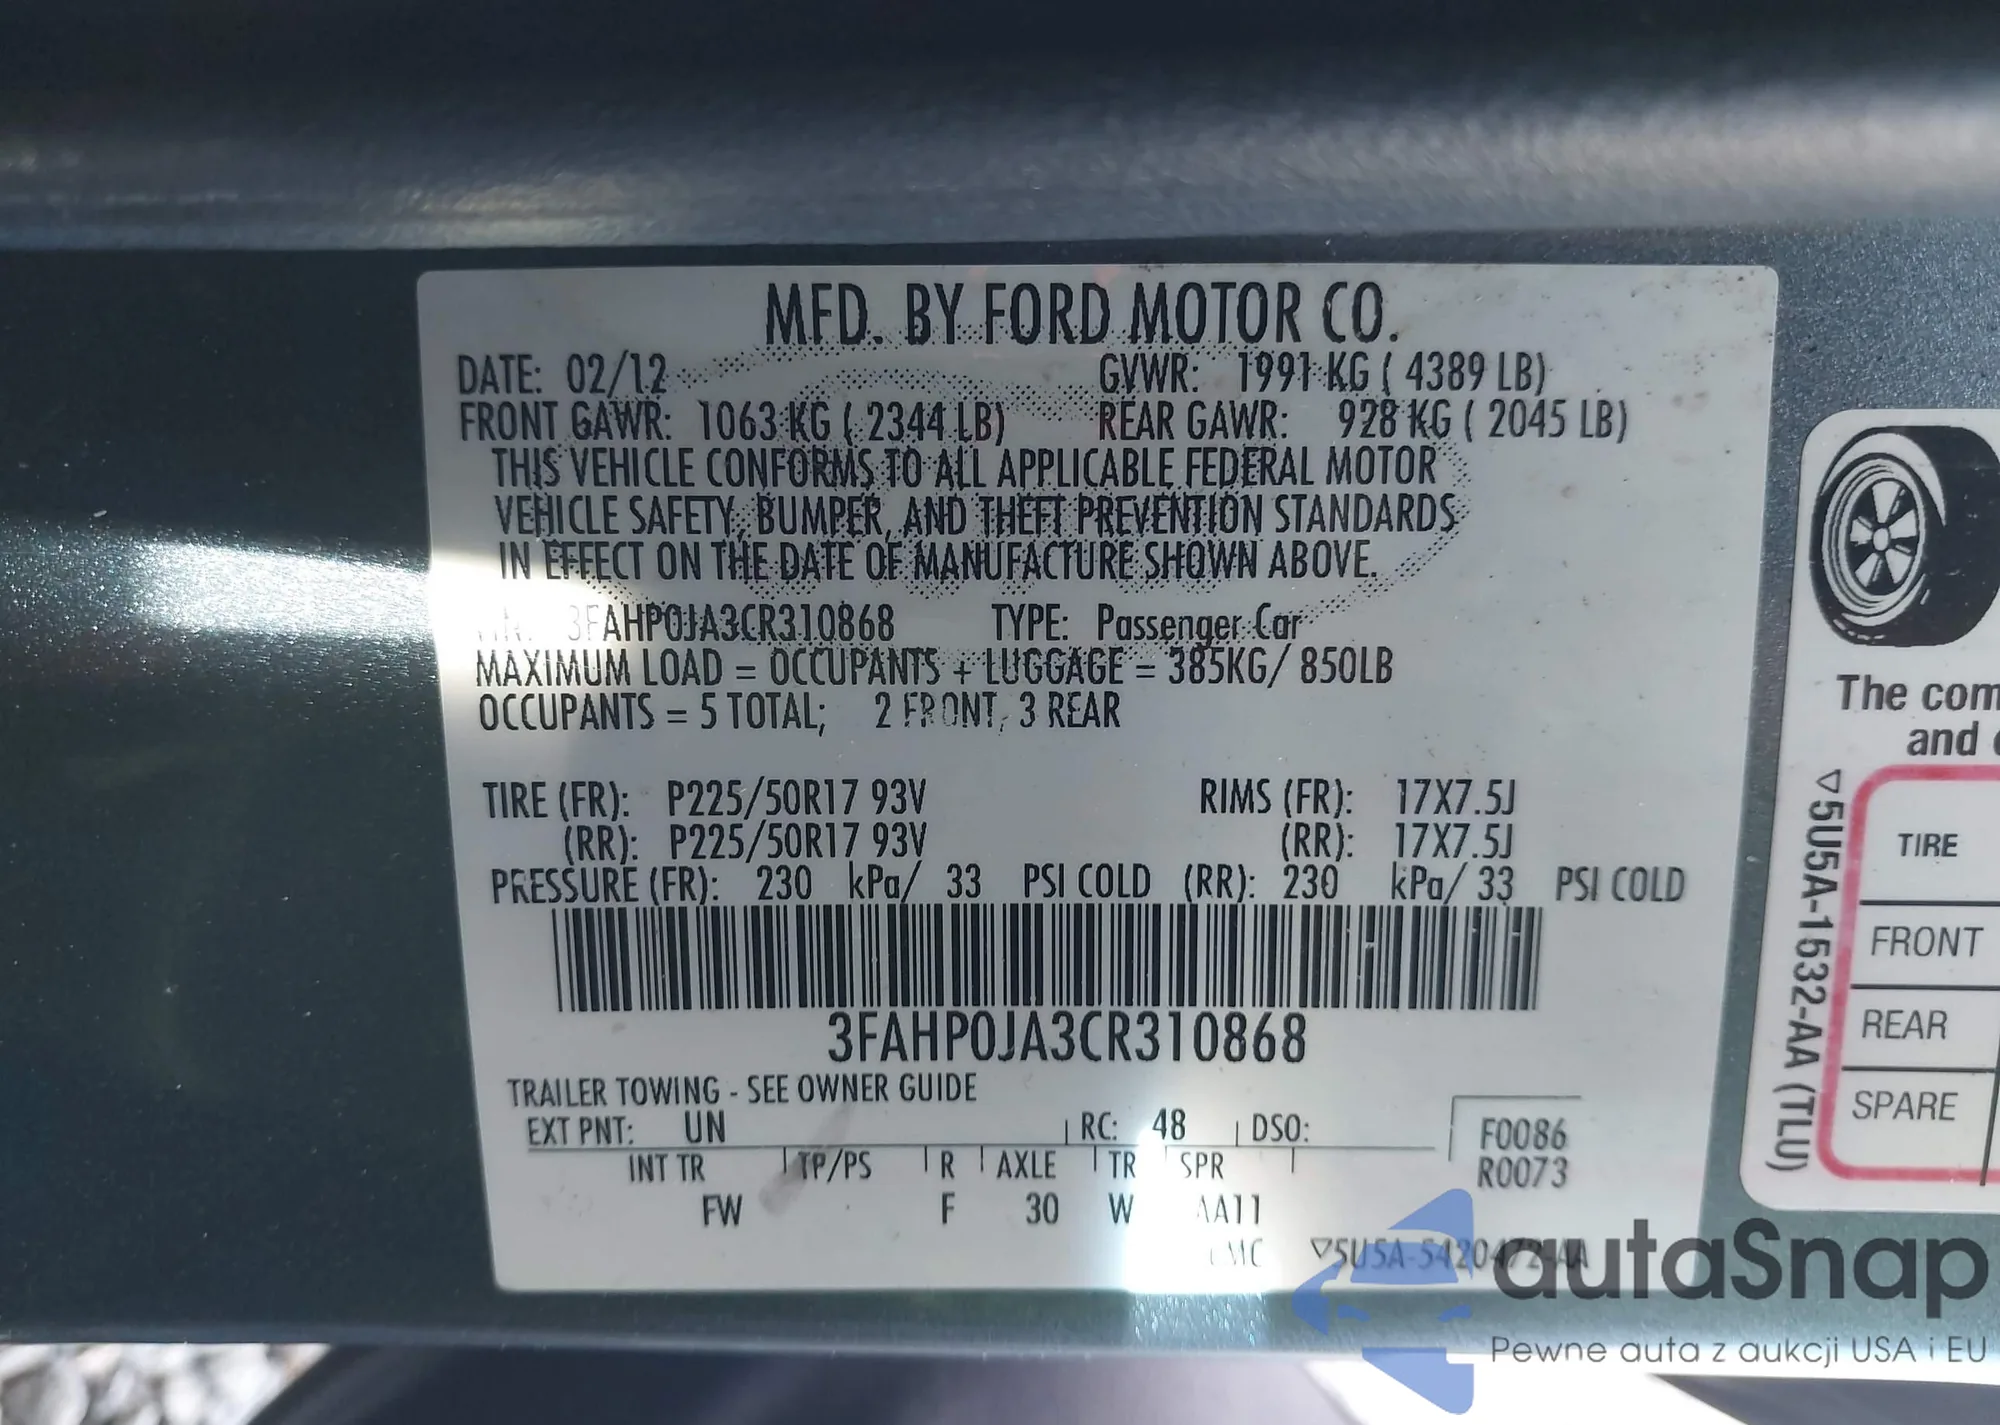 MFD. BY FORD MOTOR CO.
DATE: 02/12 GVWR: 1991 KG ( 4389 LB)
FRONT GAWR: 1063 KG ( 2344 LB) REAR GAWR: 928 KG ( 2045 LB)
THIS VEHICLE CONFORMS TO ALL APPLICABLE FEDERAL MOTOR
VEHICLE SAFETY, BUMPER, AND THEFT PREVENTION STANDARDS
IN EFFECT ON THE DATE OF MANUFACTURE SHOWN ABOVE.
3FAHP0JA3CR310868 TYPE: Passenger Car
MAXIMUM LOAD = OCCUPANTS + LUGGAGE = 385KG/ 850LB
OCCUPANTS = 5 TOTAL; 2 FRONT, 3 REAR
TIRE (FR): P225/50R17 93V RIMS (FR): 17X7.5J
(RR): P225/50R17 93V (RR): 17X7.5J
PRESSURE (FR): 230 kPa/ 33 PSI COLD (RR): 230 kPa/ 33 PSI COLD
3FAHP0JA3CR310868
TRAILER TOWING - SEE OWNER GUIDE
EXT PNT: UN RC: 48 DSO:
F0086
R0073
INT TR TP/PS R AXLE TR SPR
FW F 30 W AA11
▽5U5A-5420472-AA
The com
and
▽5U5A-1532-AA (TLU)
TIRE
FRONT
REAR
SPARE
autaSnap
Pewne auta z aukcji USA i EU